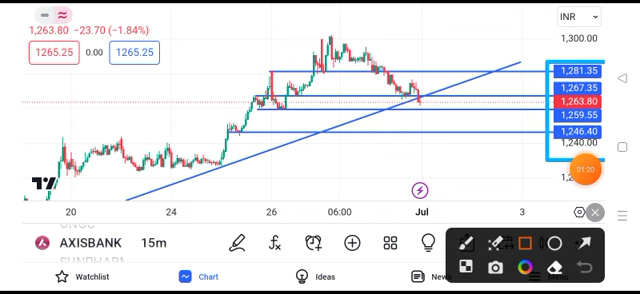 INR
1,263.80 −23.70 (−1.84%)
1265.25 0.00 1265.25
1,300.00
1,281.35
1,267.35
1,263.80
1,259.55
1,246.40
1,240.00
01:20
20 24 26 06:00 Jul 3
AXISBANK 15m
Watchlist Chart Ideas News